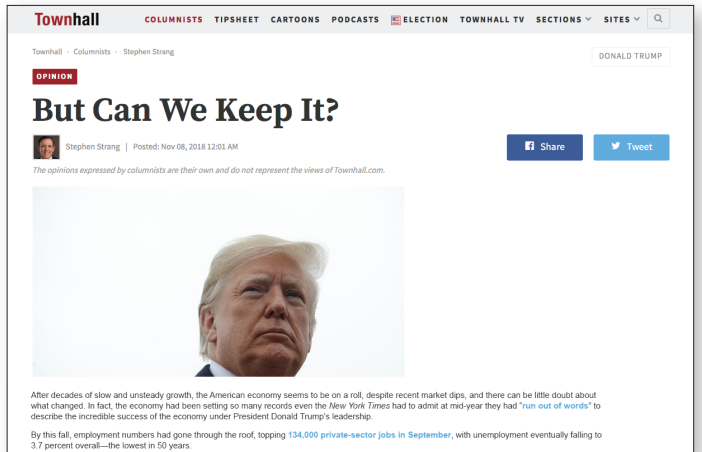 Townhall
COLUMNISTS TIPSHEET CARTOONS PODCASTS ELECTION TOWNHALL TV SECTIONS SITES
Townhall · Columnists · Stephen Strang
DONALD TRUMP
OPINION
But Can We Keep It?
Stephen Strang | Posted: Nov 08, 2018 12:01 AM
Share
Tweet
The opinions expressed by columnists are their own and do not represent the views of Townhall.com.
After decades of slow and unsteady growth, the American economy seems to be on a roll, despite recent market dips, and there can be little doubt about
what changed. In fact, the economy had been setting so many records even the New York Times had to admit at mid-year they had "run out of words" to
describe the incredible success of the economy under President Donald Trump's leadership.
By this fall, employment numbers had gone through the roof, topping 134,000 private-sector jobs in September, with unemployment eventually falling to
3.7 percent overall—the lowest in 50 years.